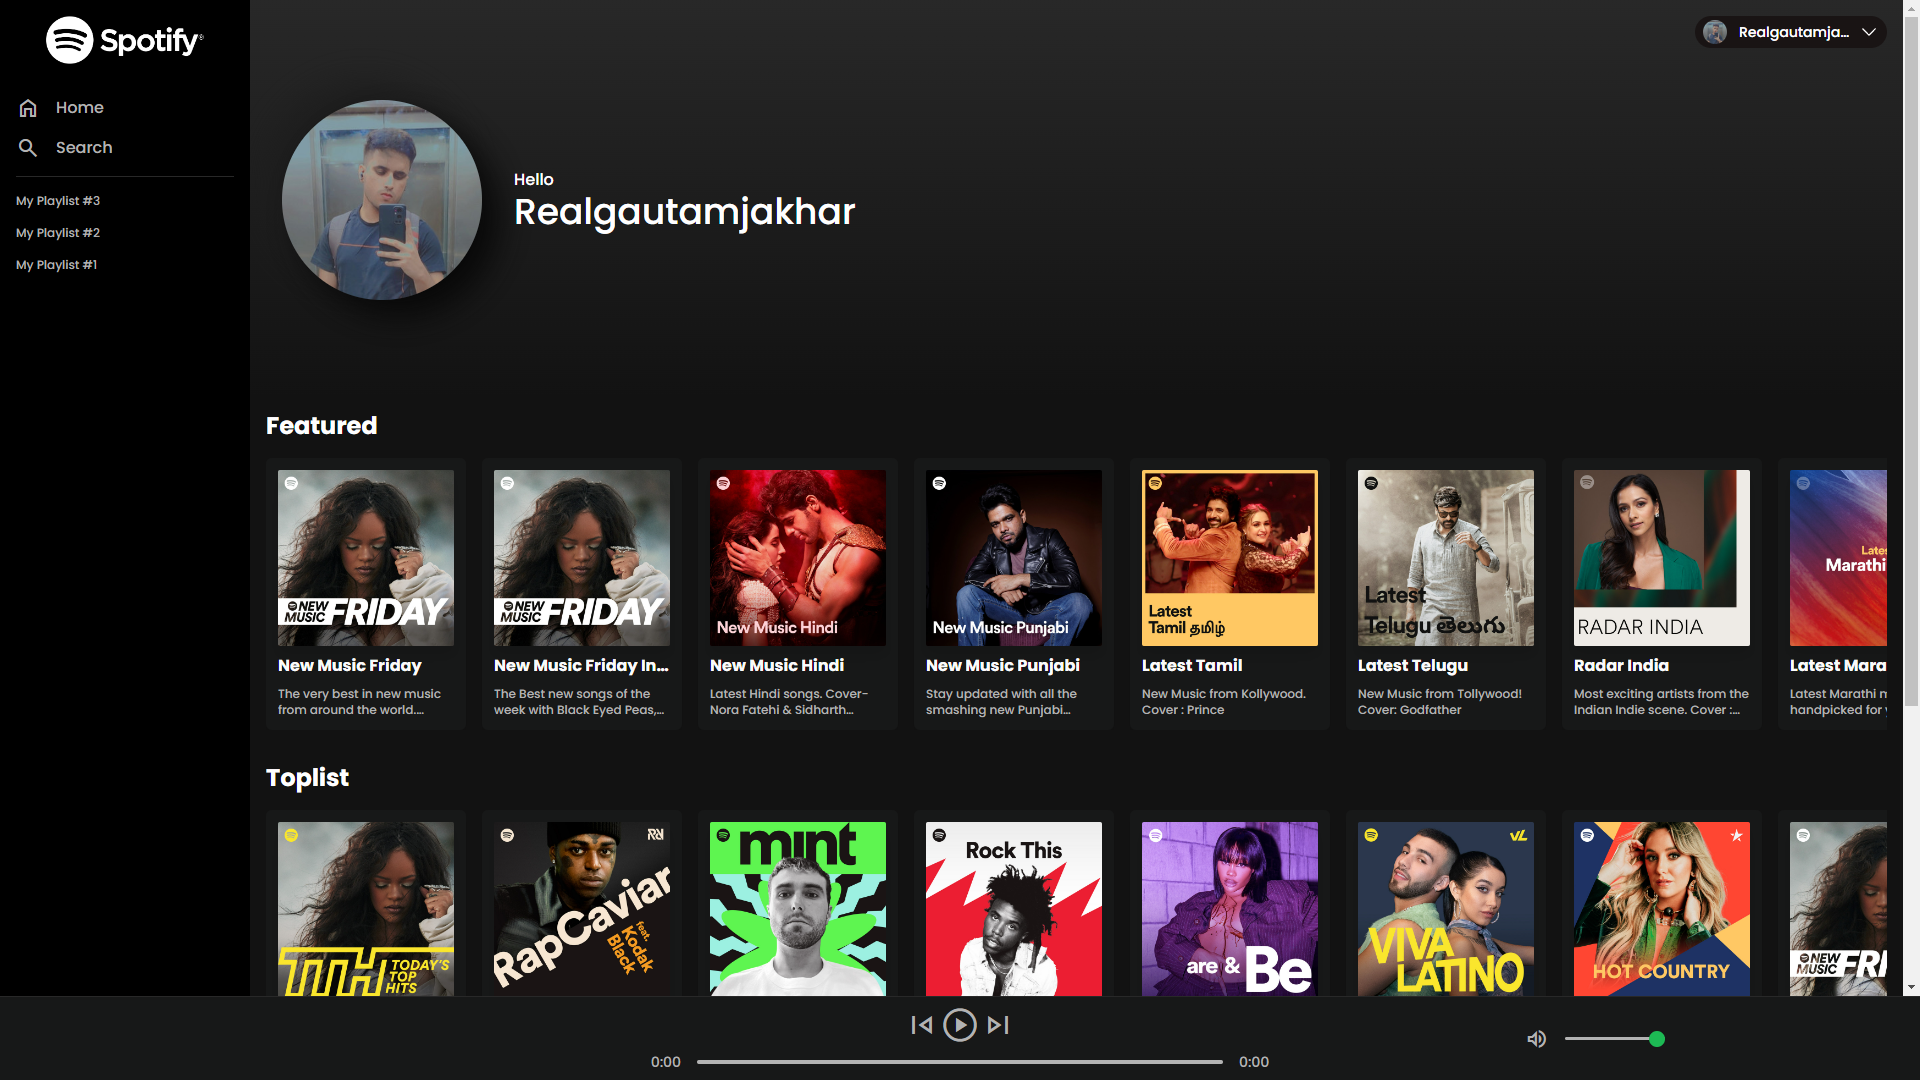 Spotify
Realgautamja...
Home
Search
My Playlist #3
My Playlist #2
My Playlist #1
Hello
Realgautamjakhar
Featured
NEW MUSIC FRIDAY
New Music Friday
The very best in new music
from around the world....
NEW MUSIC FRIDAY
New Music Friday In...
The Best new songs of the
week with Black Eyed Peas,...
New Music Hindi
New Music Hindi
Latest Hindi songs. Cover-
Nora Fatehi & Sidharth...
New Music Punjabi
New Music Punjabi
Stay updated with all the
smashing new Punjabi...
Latest
Tamil தமிழ்
Latest Tamil
New Music from Kollywood.
Cover : Prince
Latest
Telugu తెలుగు
Latest Telugu
New Music from Tollywood!
Cover: Godfather
RADAR INDIA
Radar India
Most exciting artists from the
Indian Indie scene. Cover :...
Marathi
Latest Mara
Latest Marathi
handpicked for
Toplist
TTH TODAY'S
TOP
HITS
RapCaviar
feat.
Kodak
Black
mint
Rock This
are & Be
VL
VIVA
LATINO
HOT COUNTRY
NEW MUSIC FRI
0:00
0:00